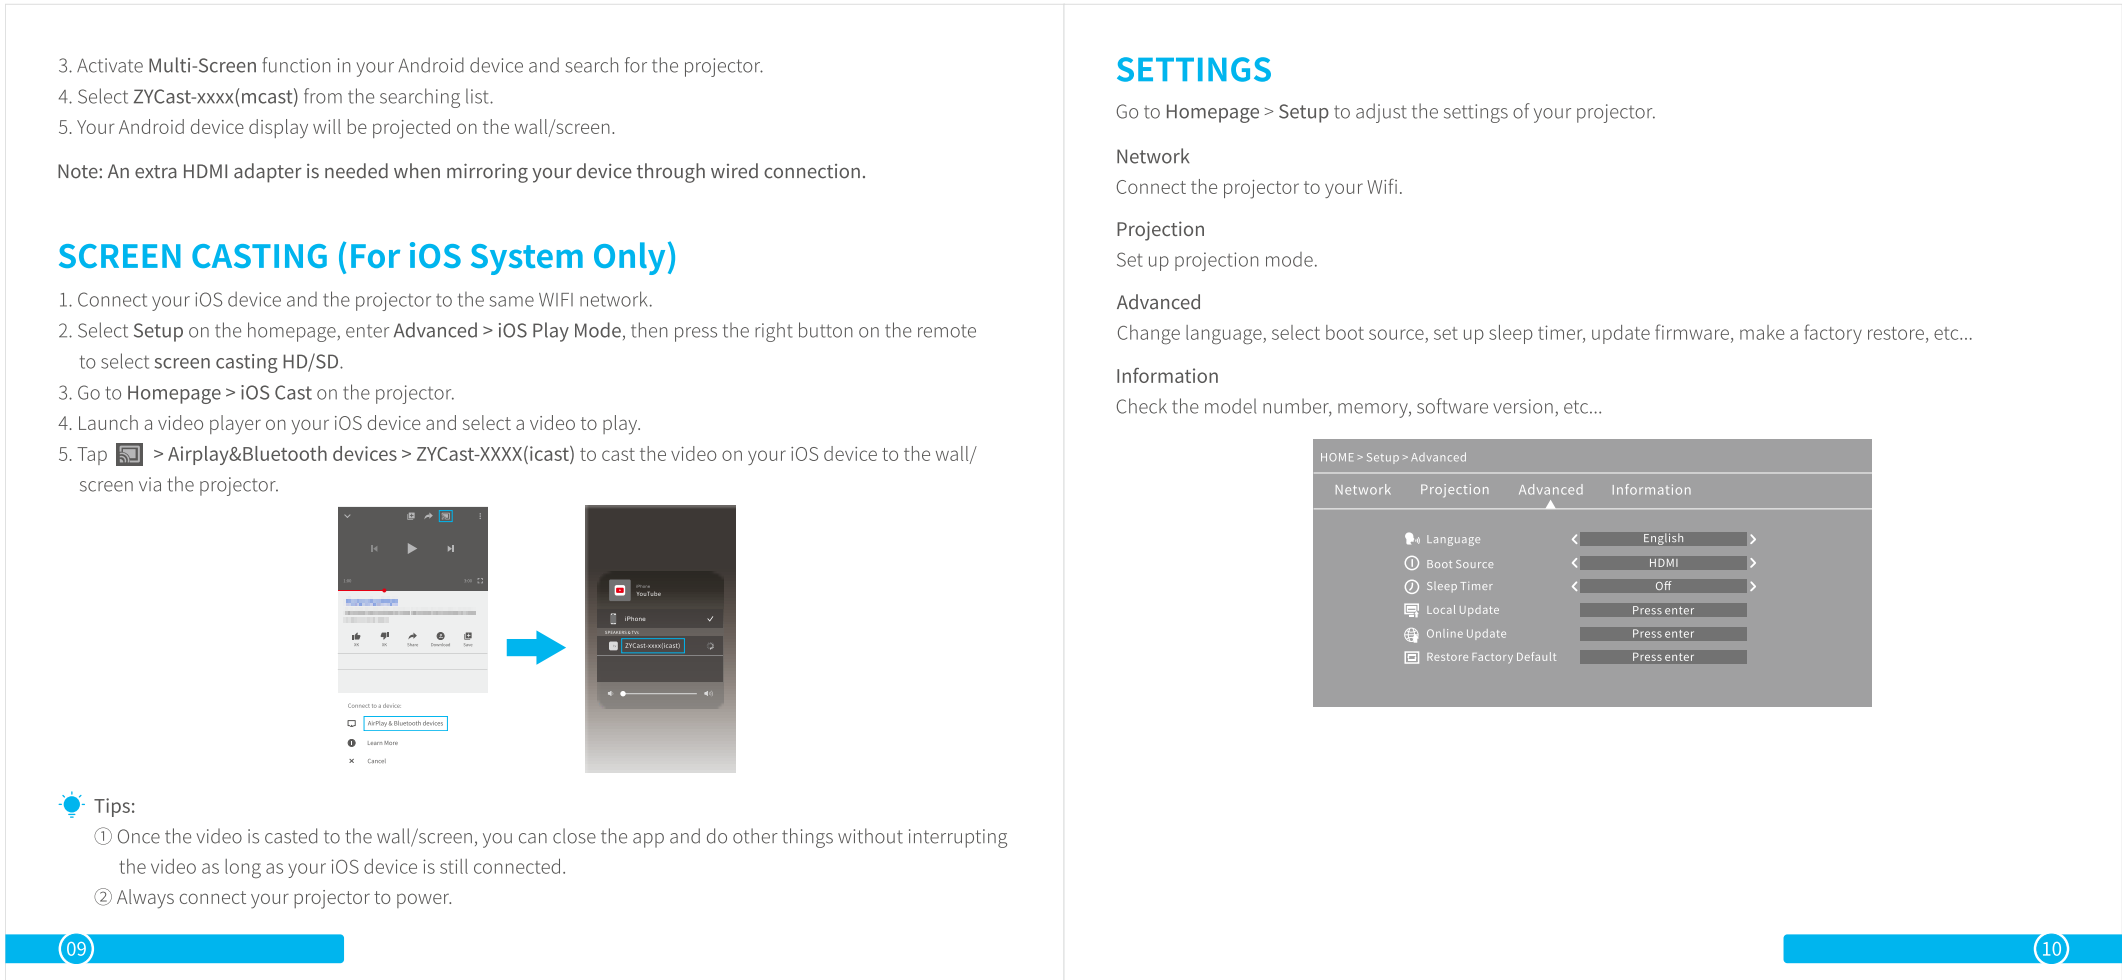 3. Activate Multi-Screen function in your Android device and search for the projector.
4. Select ZYCast-xxxx(mcast) from the searching list.
5. Your Android device display will be projected on the wall/screen.
Note: An extra HDMI adapter is needed when mirroring your device through wired connection.
SCREEN CASTING (For iOS System Only)
1. Connect your iOS device and the projector to the same WIFI network.
2. Select Setup on the homepage, enter Advanced > iOS Play Mode, then press the right button on the remote
to select screen casting HD/SD.
3. Go to Homepage > iOS Cast on the projector.
4. Launch a video player on your iOS device and select a video to play.
5. Tap > Airplay&Bluetooth devices > ZYCast-XXXX(icast) to cast the video on your iOS device to the wall/
screen via the projector.
Share Download Save
Connect to a device:
AirPlay & Bluetooth devices
Learn More
Cancel
iPhone
YouTube
iPhone
SPEAKERS & TVs
ZYCast-xxxx(icast)
Tips:
① Once the video is casted to the wall/screen, you can close the app and do other things without interrupting
the video as long as your iOS device is still connected.
② Always connect your projector to power.
09
SETTINGS
Go to Homepage > Setup to adjust the settings of your projector.
Network
Connect the projector to your Wifi.
Projection
Set up projection mode.
Advanced
Change language, select boot source, set up sleep timer, update firmware, make a factory restore, etc...
Information
Check the model number, memory, software version, etc...
HOME > Setup > Advanced
Network Projection Advanced Information
Language English
Boot Source HDMI
Sleep Timer Off
Local Update Press enter
Online Update Press enter
Restore Factory Default Press enter
10